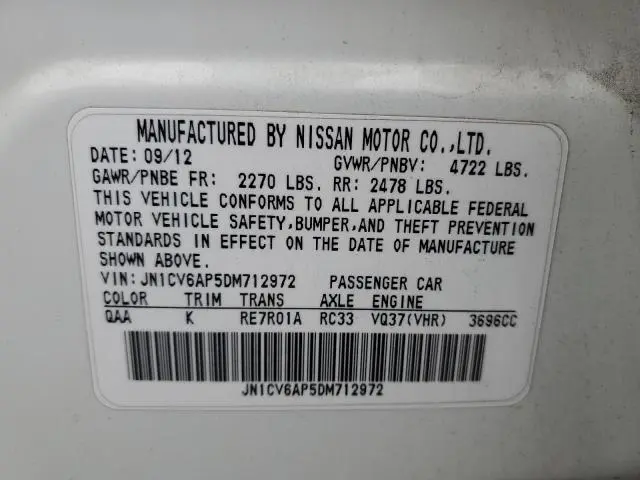 MANUFACTURED BY NISSAN MOTOR CO.,LTD.
DATE: 09/12 GVWR/PNBV: 4722 LBS.
GAWR/PNBE FR: 2270 LBS. RR: 2478 LBS.
THIS VEHICLE CONFORMS TO ALL APPLICABLE FEDERAL
MOTOR VEHICLE SAFETY,BUMPER,AND THEFT PREVENTION
STANDARDS IN EFFECT ON THE DATE OF MANUFACTURE
SHOWN ABOVE.
VIN:JN1CV6AP5DM712972 PASSENGER CAR
COLOR TRIM TRANS AXLE ENGINE
QAA K RE7R01A RC33 VQ37(VHR) 3696CC
JN1CV6AP5DM712972